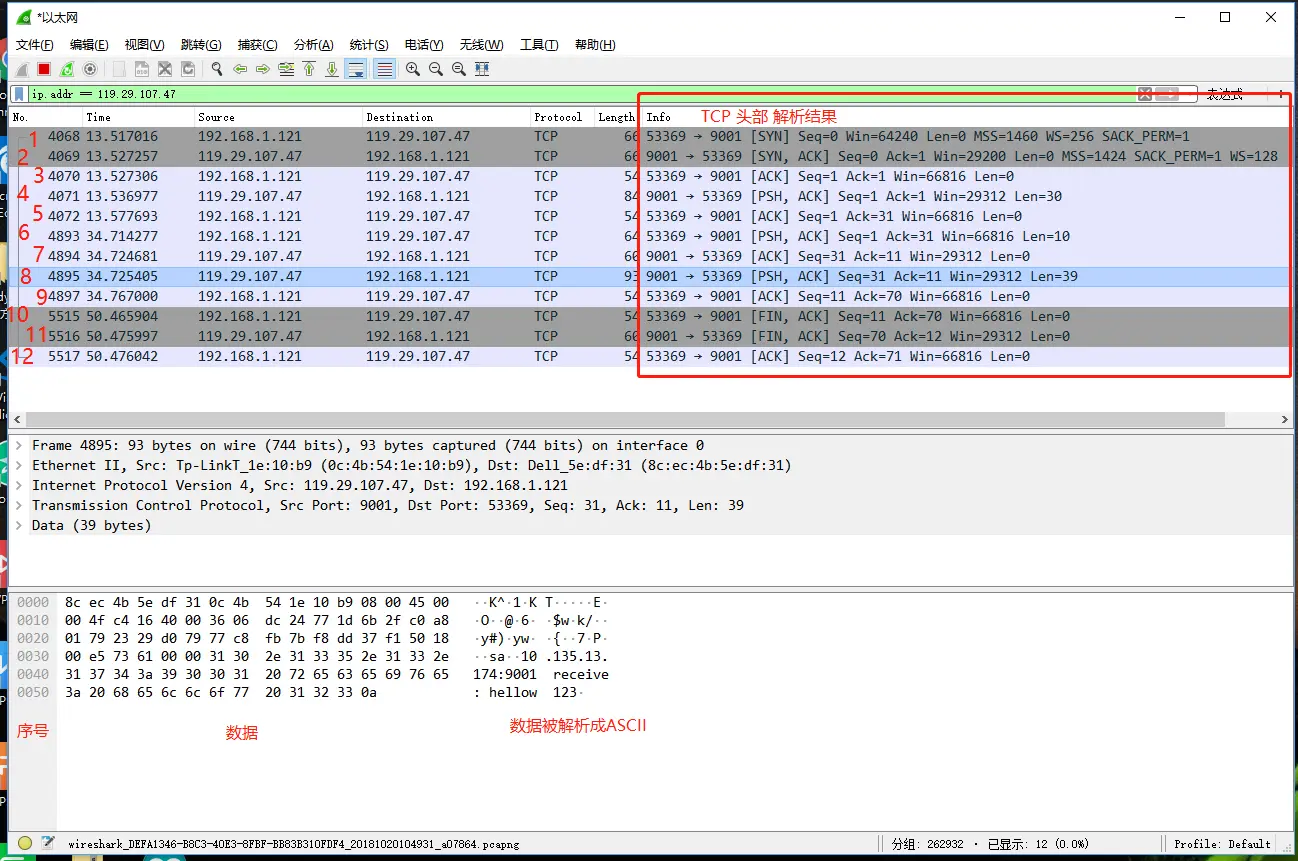 *以太网
文件(F) 编辑(E) 视图(V) 跳转(G) 捕获(C) 分析(A) 统计(S) 电话(Y) 无线(W) 工具(T) 帮助(H)
ip.addr == 119.29.107.47 表达式… +
No. Time Source Destination Protocol Length Info TCP 头部 解析结果
1 4068 13.517016 192.168.1.121 119.29.107.47 TCP 66 53369 → 9001 [SYN] Seq=0 Win=64240 Len=0 MSS=1460 WS=256 SACK_PERM=1
2 4069 13.527257 119.29.107.47 192.168.1.121 TCP 66 9001 → 53369 [SYN, ACK] Seq=0 Ack=1 Win=29200 Len=0 MSS=1424 SACK_PERM=1 WS=128
3 4070 13.527306 192.168.1.121 119.29.107.47 TCP 54 53369 → 9001 [ACK] Seq=1 Ack=1 Win=66816 Len=0
4 4071 13.536977 119.29.107.47 192.168.1.121 TCP 84 9001 → 53369 [PSH, ACK] Seq=1 Ack=1 Win=29312 Len=30
5 4072 13.577693 192.168.1.121 119.29.107.47 TCP 54 53369 → 9001 [ACK] Seq=1 Ack=31 Win=66816 Len=0
6 4893 34.714277 192.168.1.121 119.29.107.47 TCP 64 53369 → 9001 [PSH, ACK] Seq=1 Ack=31 Win=66816 Len=10
7 4894 34.724681 119.29.107.47 192.168.1.121 TCP 60 9001 → 53369 [ACK] Seq=31 Ack=11 Win=29312 Len=0
8 4895 34.725405 119.29.107.47 192.168.1.121 TCP 93 9001 → 53369 [PSH, ACK] Seq=31 Ack=11 Win=29312 Len=39
9 4897 34.767000 192.168.1.121 119.29.107.47 TCP 54 53369 → 9001 [ACK] Seq=11 Ack=70 Win=66816 Len=0
10 5515 50.465904 192.168.1.121 119.29.107.47 TCP 54 53369 → 9001 [FIN, ACK] Seq=11 Ack=70 Win=66816 Len=0
11 5516 50.475997 119.29.107.47 192.168.1.121 TCP 60 9001 → 53369 [FIN, ACK] Seq=70 Ack=12 Win=29312 Len=0
12 5517 50.476042 192.168.1.121 119.29.107.47 TCP 54 53369 → 9001 [ACK] Seq=12 Ack=71 Win=66816 Len=0
Frame 4895: 93 bytes on wire (744 bits), 93 bytes captured (744 bits) on interface 0
Ethernet II, Src: Tp-LinkT_1e:10:b9 (0c:4b:54:1e:10:b9), Dst: Dell_5e:df:31 (8c:ec:4b:5e:df:31)
Internet Protocol Version 4, Src: 119.29.107.47, Dst: 192.168.1.121
Transmission Control Protocol, Src Port: 9001, Dst Port: 53369, Seq: 31, Ack: 11, Len: 39
Data (39 bytes)
0000 8c ec 4b 5e df 31 0c 4b 54 1e 10 b9 08 00 45 00 ··K^·1·K T·····E·
0010 00 4f c4 16 40 00 36 06 dc 24 77 1d 6b 2f c0 a8 ·O··@·6· ·$w·k/··
0020 01 79 23 29 d0 79 77 c8 fb 7b f8 dd 37 f1 50 18 ·y#)·yw· ·{··7·P·
0030 00 e5 73 61 00 00 31 30 2e 31 33 35 2e 31 33 2e ··sa··10 .135.13.
0040 31 37 34 3a 39 30 30 31 20 72 65 63 65 69 76 65 174:9001 receive
0050 3a 20 68 65 6c 6c 6f 77 20 31 32 33 0a : hellow 123·
序号 数据 数据被解析成ASCII
wireshark_DEFA1346-B8C3-40E3-8FBF-BB83B310FDF4_20181020104931_a07864.pcapng 分组: 262932 · 已显示: 12 (0.0%) Profile: Default